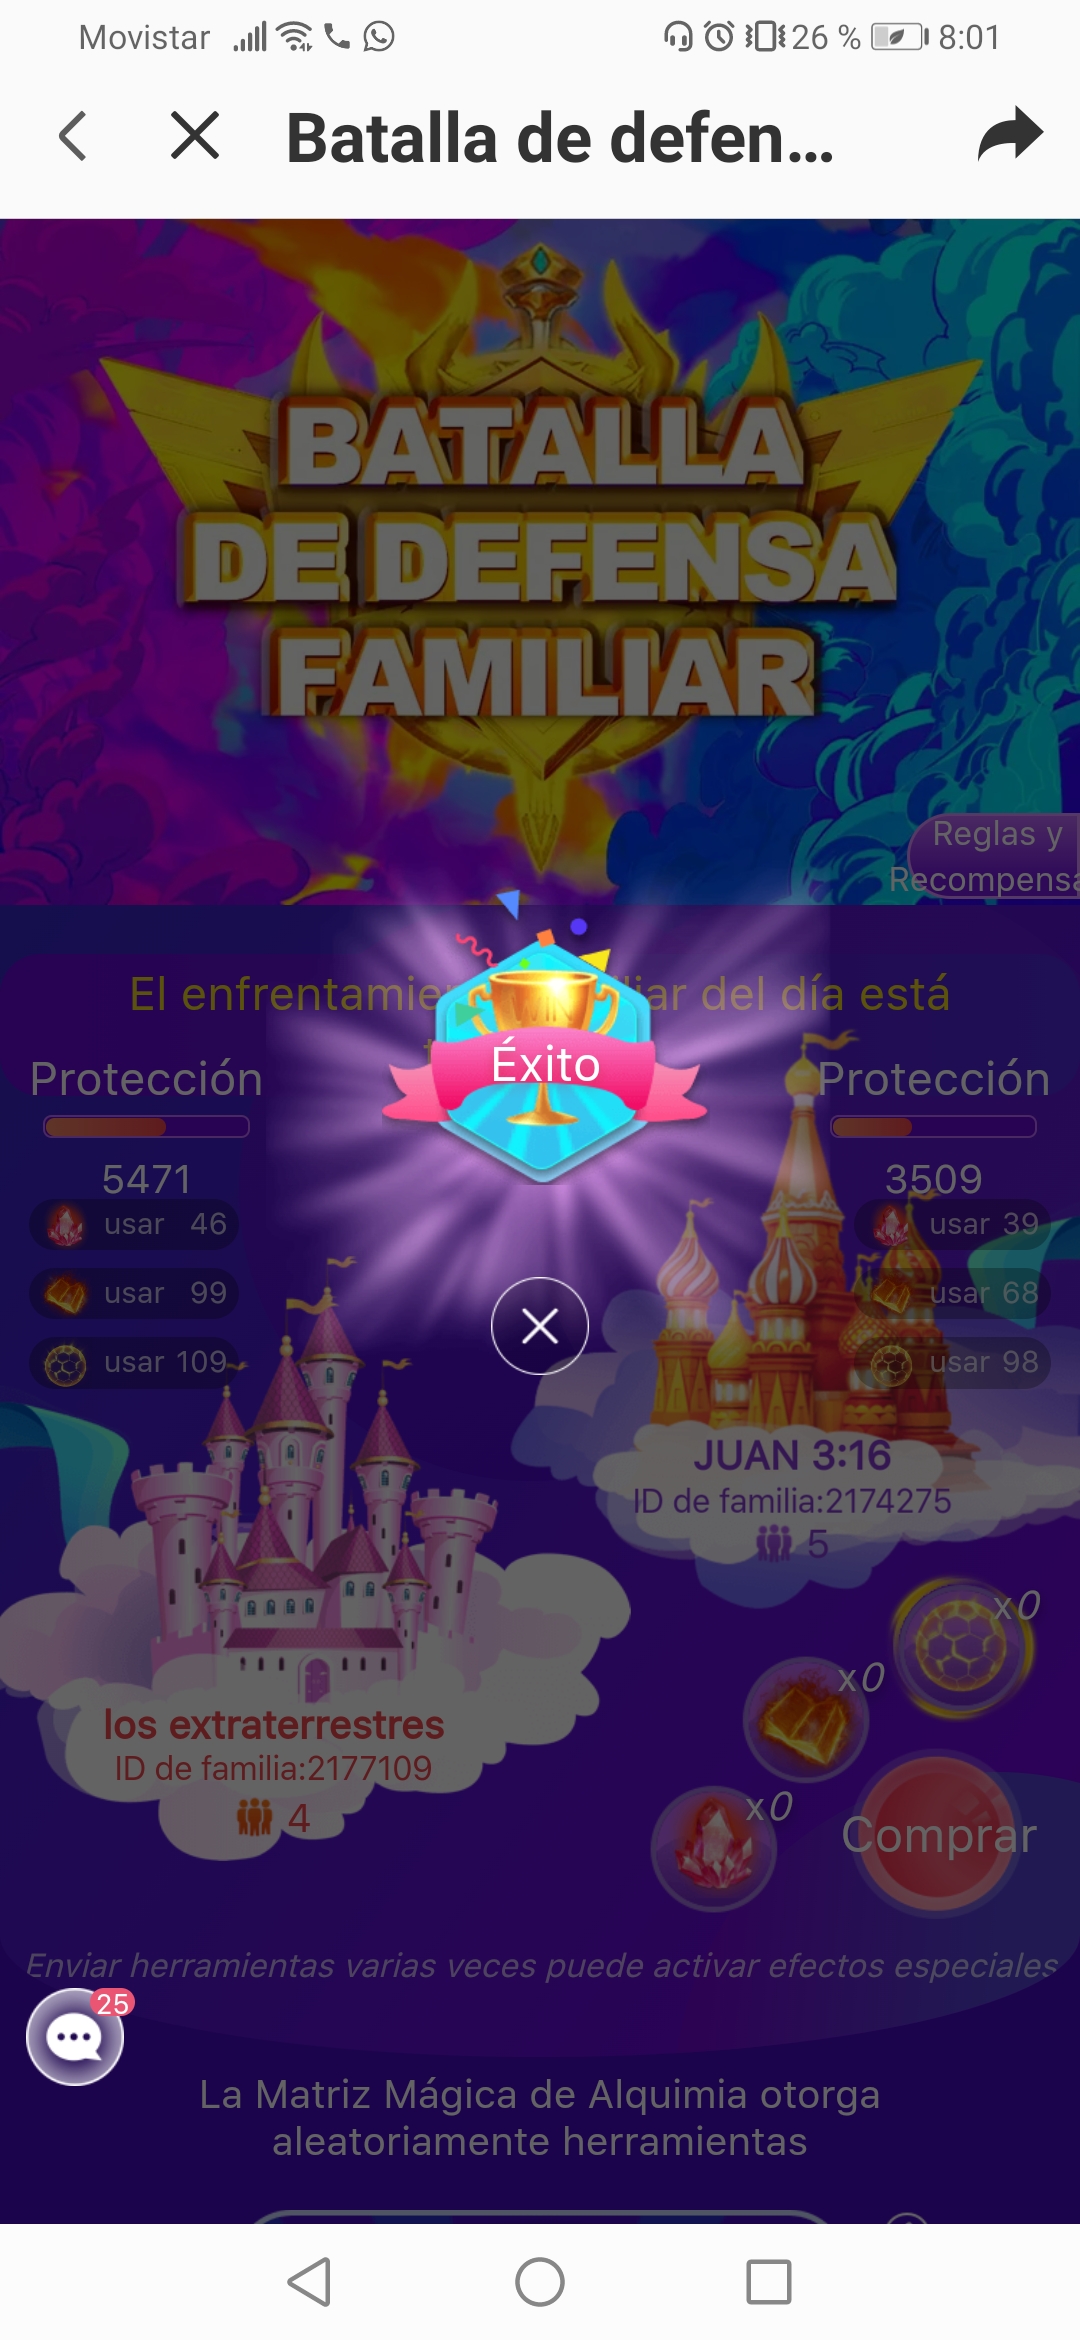 Movistar 26 % 8:01
Batalla de defen...
BATALLA
DE DEFENSA
FAMILIAR
Reglas y
Recompensa
El enfrentamie iar del día está
Protección
5471
usar 46
usar 99
usar 109
Éxito
Protección
3509
usar 39
usar 68
usar 98
JUAN 3:16
ID de familia:2174275
5
los extraterrestres
ID de familia:2177109
4
x0
x0
x0
Comprar
Enviar herramientas varias veces puede activar efectos especiales
25
La Matriz Mágica de Alquimia otorga
aleatoriamente herramientas